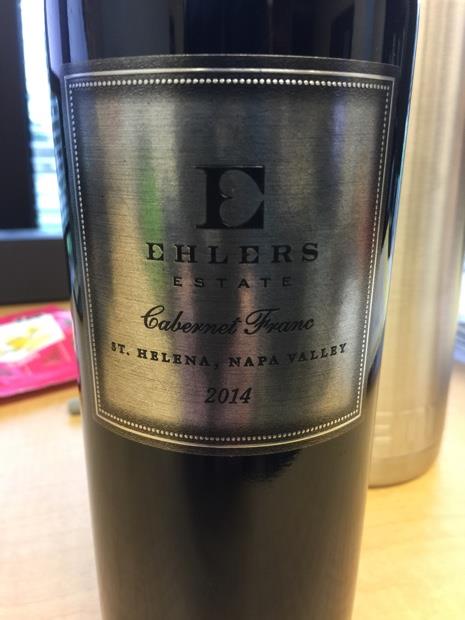 E
EHLERS
ESTATE
Cabernet Franc
ST. HELENA, NAPA VALLEY
2014